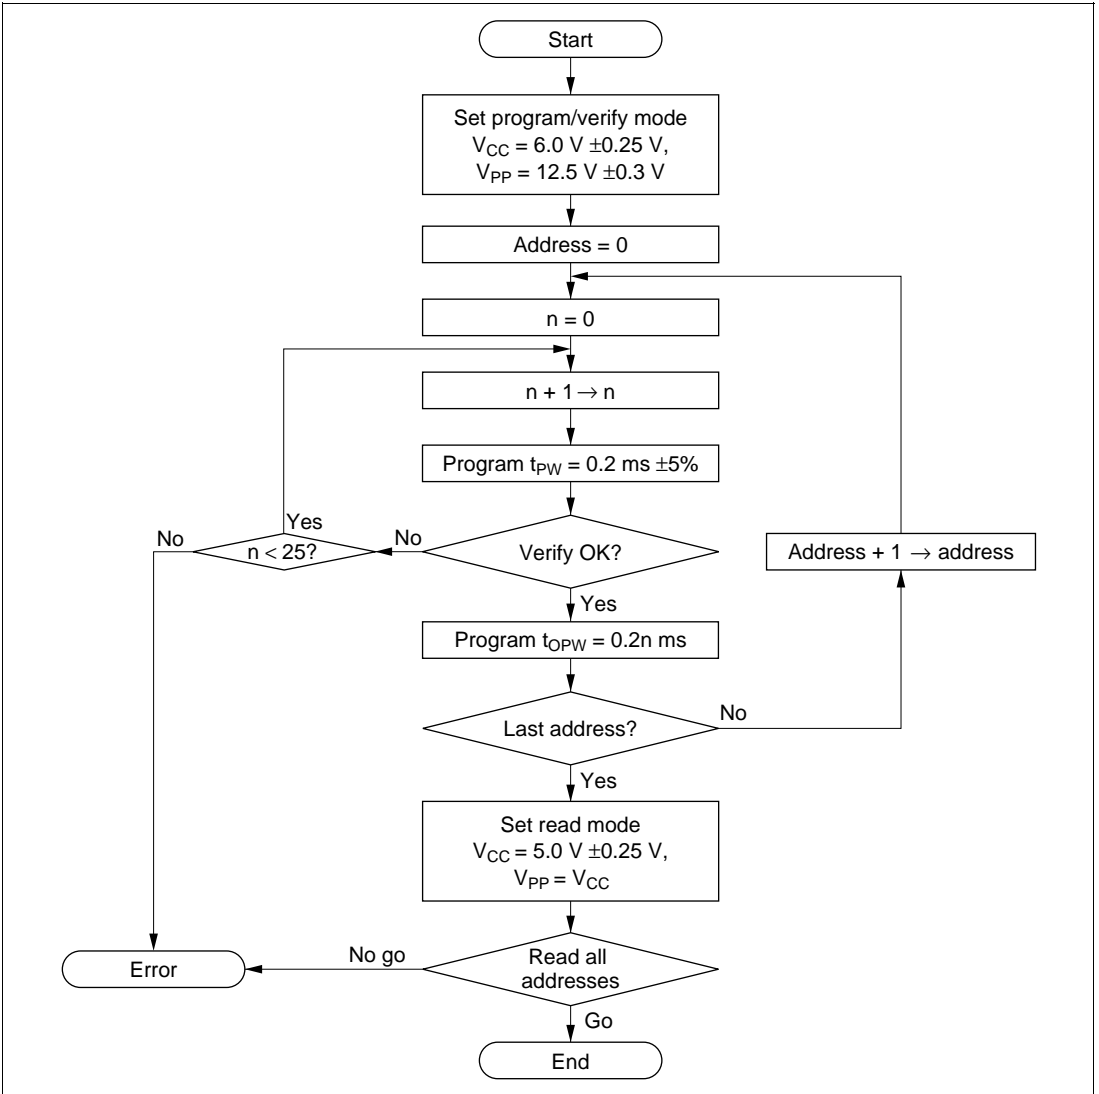 Start
Set program/verify mode
VCC = 6.0 V ±0.25 V,
VPP = 12.5 V ±0.3 V
Address = 0
n = 0
n + 1 → n
Program tPW = 0.2 ms ±5%
No
Yes
n < 25?
No
Verify OK?
Address + 1 → address
Yes
Program tOPW = 0.2n ms
Last address?
No
Yes
Set read mode
VCC = 5.0 V ±0.25 V,
VPP = VCC
Error
No go
Read all
addresses
Go
End